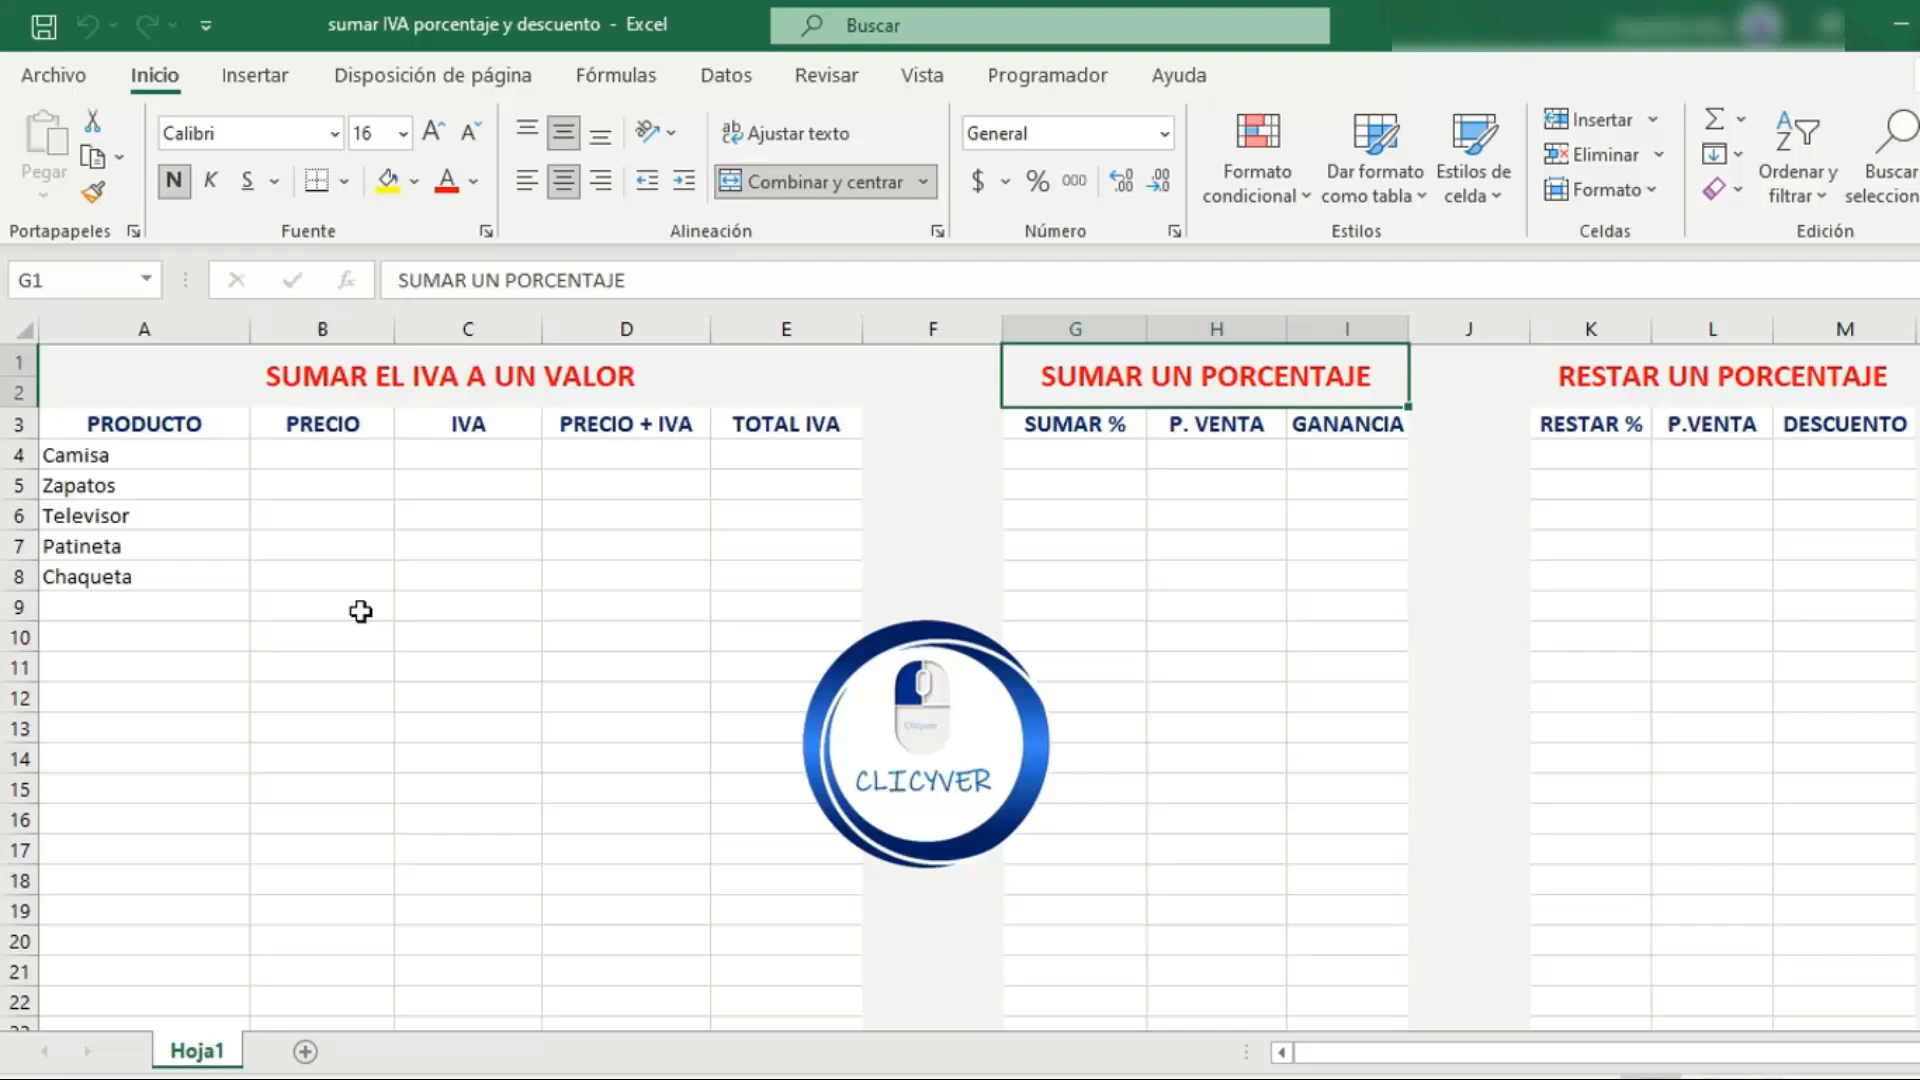 sumar IVA porcentaje y descuento - Excel
Buscar
Archivo Inicio Insertar Disposición de página Fórmulas Datos Revisar Vista Programador Ayuda
Pegar
Portapapeles
Calibri 16
N K S
Fuente
Ajustar texto
Combinar y centrar
Alineación
General
$ % 000
Número
Formato condicional
Dar formato como tabla
Estilos de celda
Estilos
Insertar
Eliminar
Formato
Celdas
Ordenar y filtrar
Buscar
seleccion
Edición
G1 fx SUMAR UN PORCENTAJE
A B C D E F G H I J K L M
1 SUMAR EL IVA A UN VALOR SUMAR UN PORCENTAJE RESTAR UN PORCENTAJE
2
3 PRODUCTO PRECIO IVA PRECIO + IVA TOTAL IVA SUMAR % P. VENTA GANANCIA RESTAR % P.VENTA DESCUENTO
4 Camisa
5 Zapatos
6 Televisor
7 Patineta
8 Chaqueta
9
10
11
12
13
14
15
16
17
18
19
20
21
22
Clicyver
CLICYVER
Hoja1